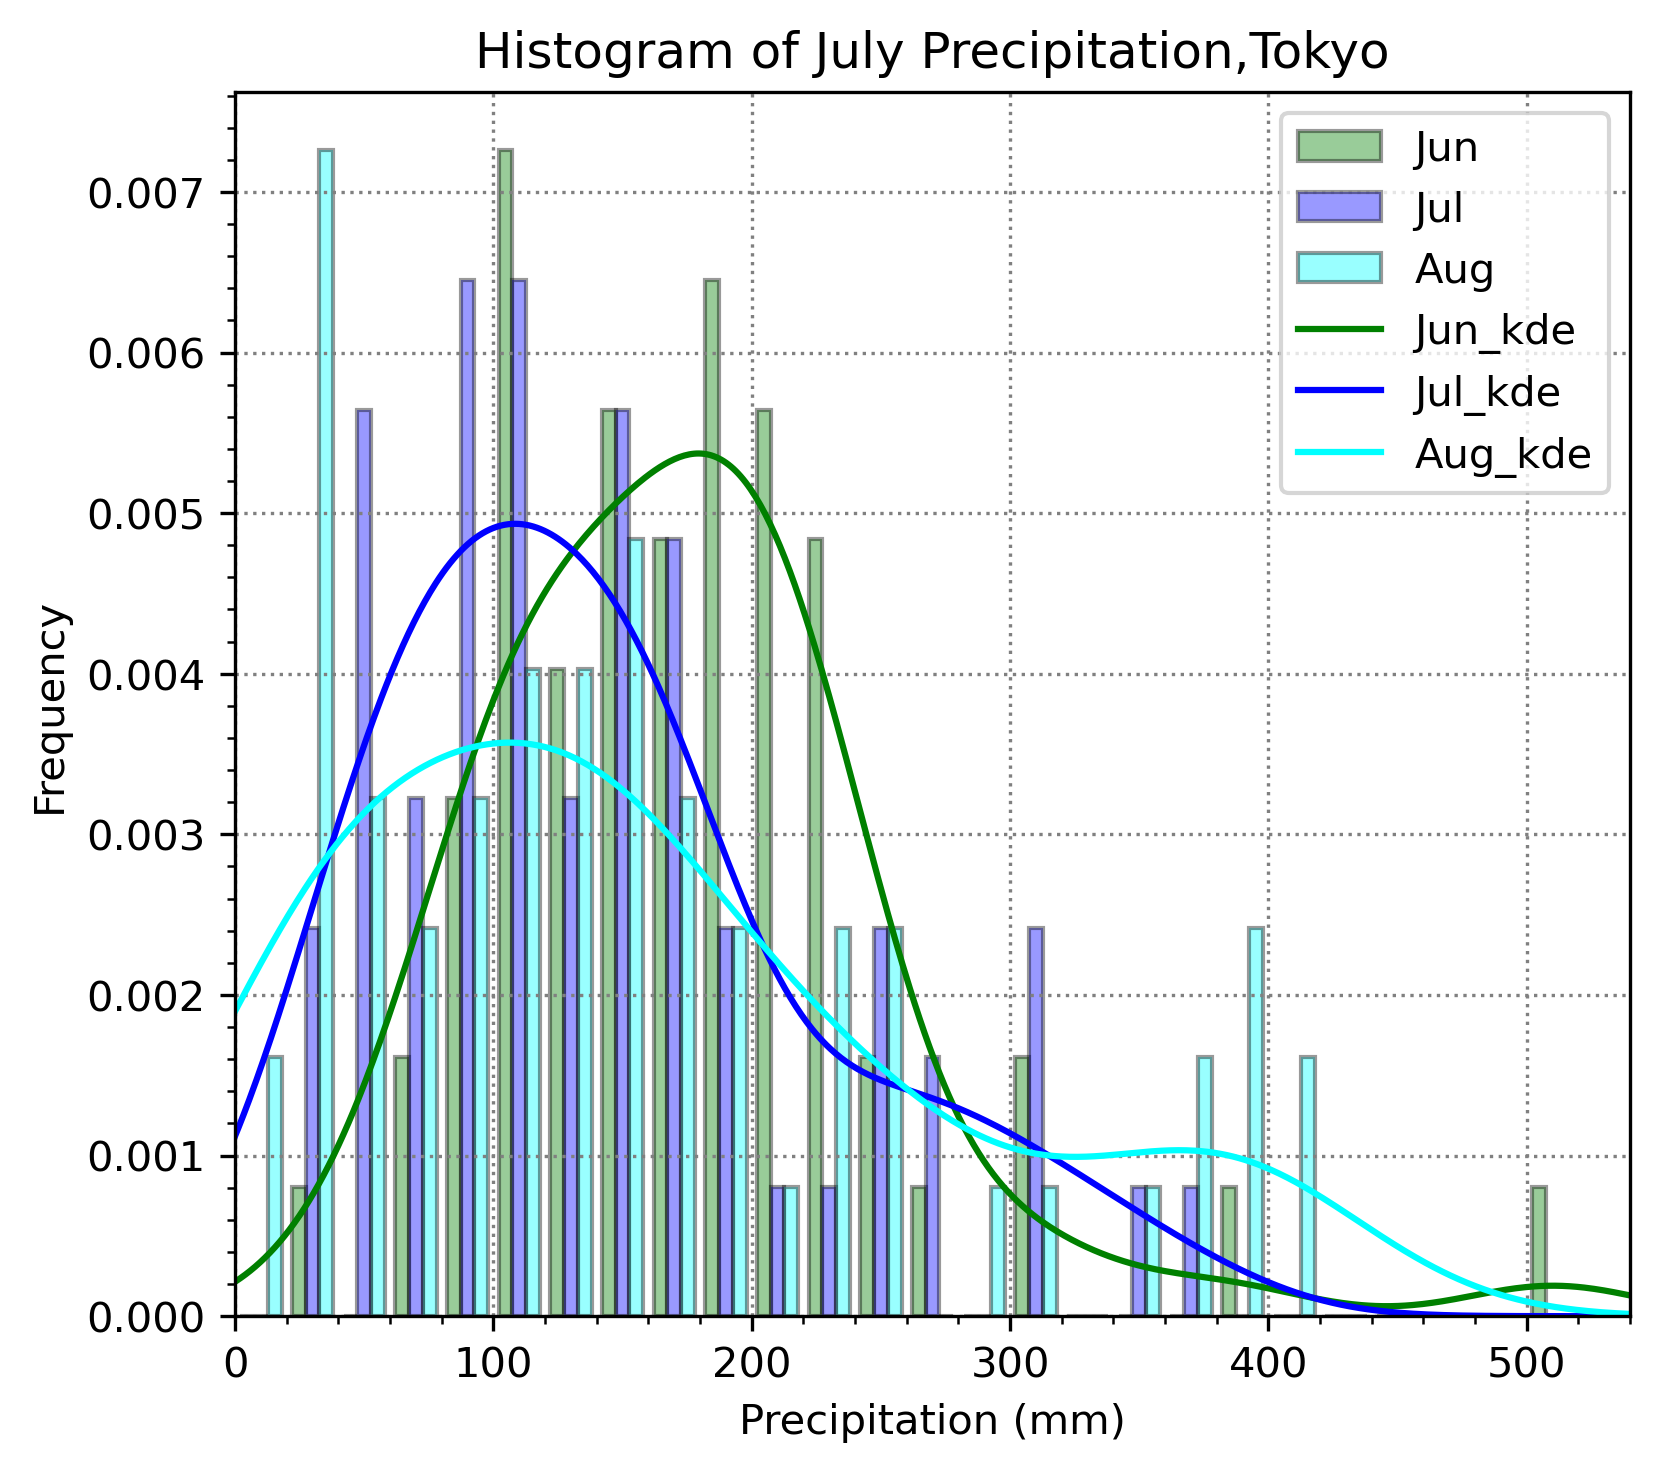 Histogram of July Precipitation,Tokyo
Jun
Jul
Aug
Jun_kde
Jul_kde
Aug_kde
0.007
0.006
0.005
0.004
0.003
0.002
0.001
0.000
Frequency
0 100 200 300 400 500
Precipitation (mm)